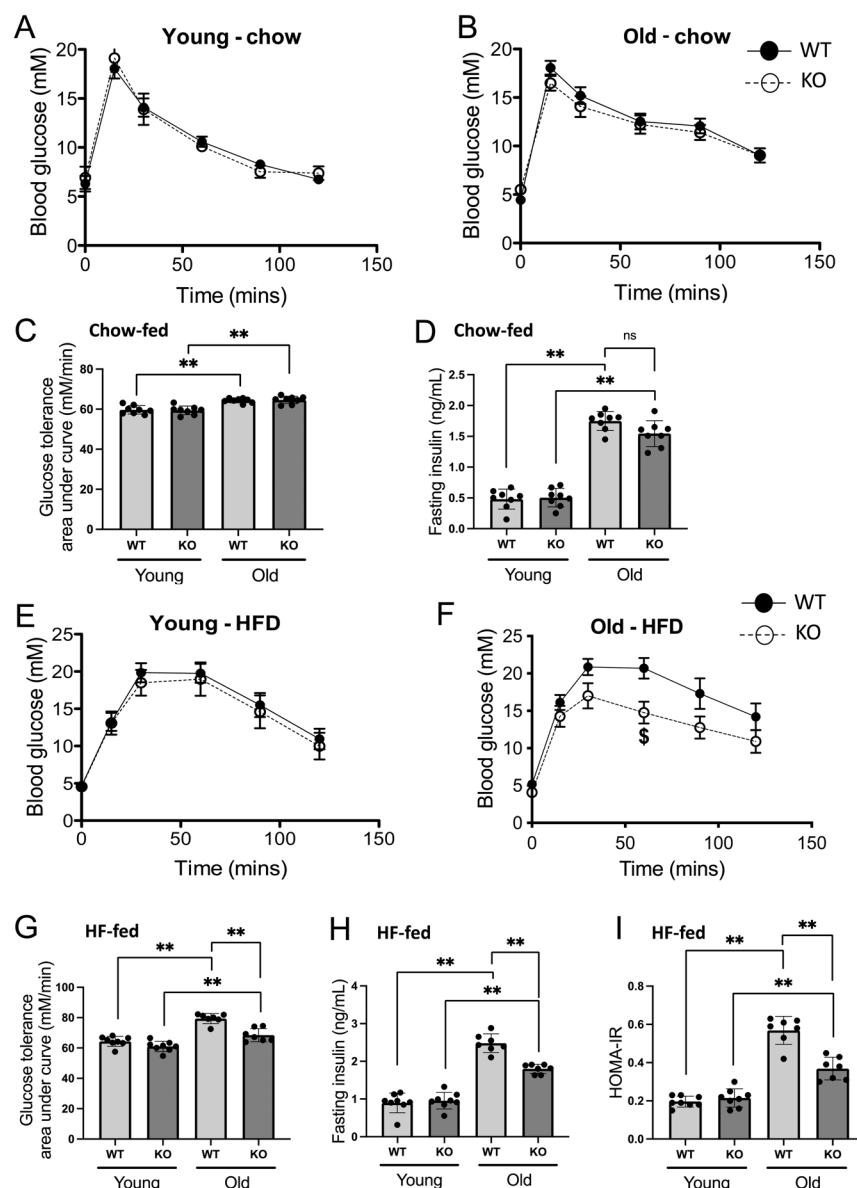 A
Young - chow
Blood glucose (mM)
20
15
10
5
0
0 50 100 150
Time (mins)
B
Old - chow
WT
KO
Blood glucose (mM)
20
15
10
5
0
0 50 100 150
Time (mins)
C
Chow-fed
**
**
Glucose tolerance
area under curve (mM/min)
80
60
40
20
0
WT KO WT KO
Young Old
D
Chow-fed
ns
**
**
Fasting insulin (ng/mL)
2.5
2.0
1.5
1.0
0.5
0.0
WT KO WT KO
Young Old
E
Young - HFD
Blood glucose (mM)
25
20
15
10
5
0
0 50 100 150
Time (mins)
F
Old - HFD
WT
KO
Blood glucose (mM)
25
20
15
10
5
0
$
0 50 100 150
Time (mins)
G
HF-fed
**
**
**
Glucose tolerance
area under curve (mM/min)
100
80
60
40
20
0
WT KO WT KO
Young Old
H
HF-fed
**
**
**
Fasting insulin (ng/mL)
4
3
2
1
0
WT KO WT KO
Young Old
I
HF-fed
**
**
**
HOMA-IR
0.8
0.6
0.4
0.2
0.0
WT KO WT KO
Young Old